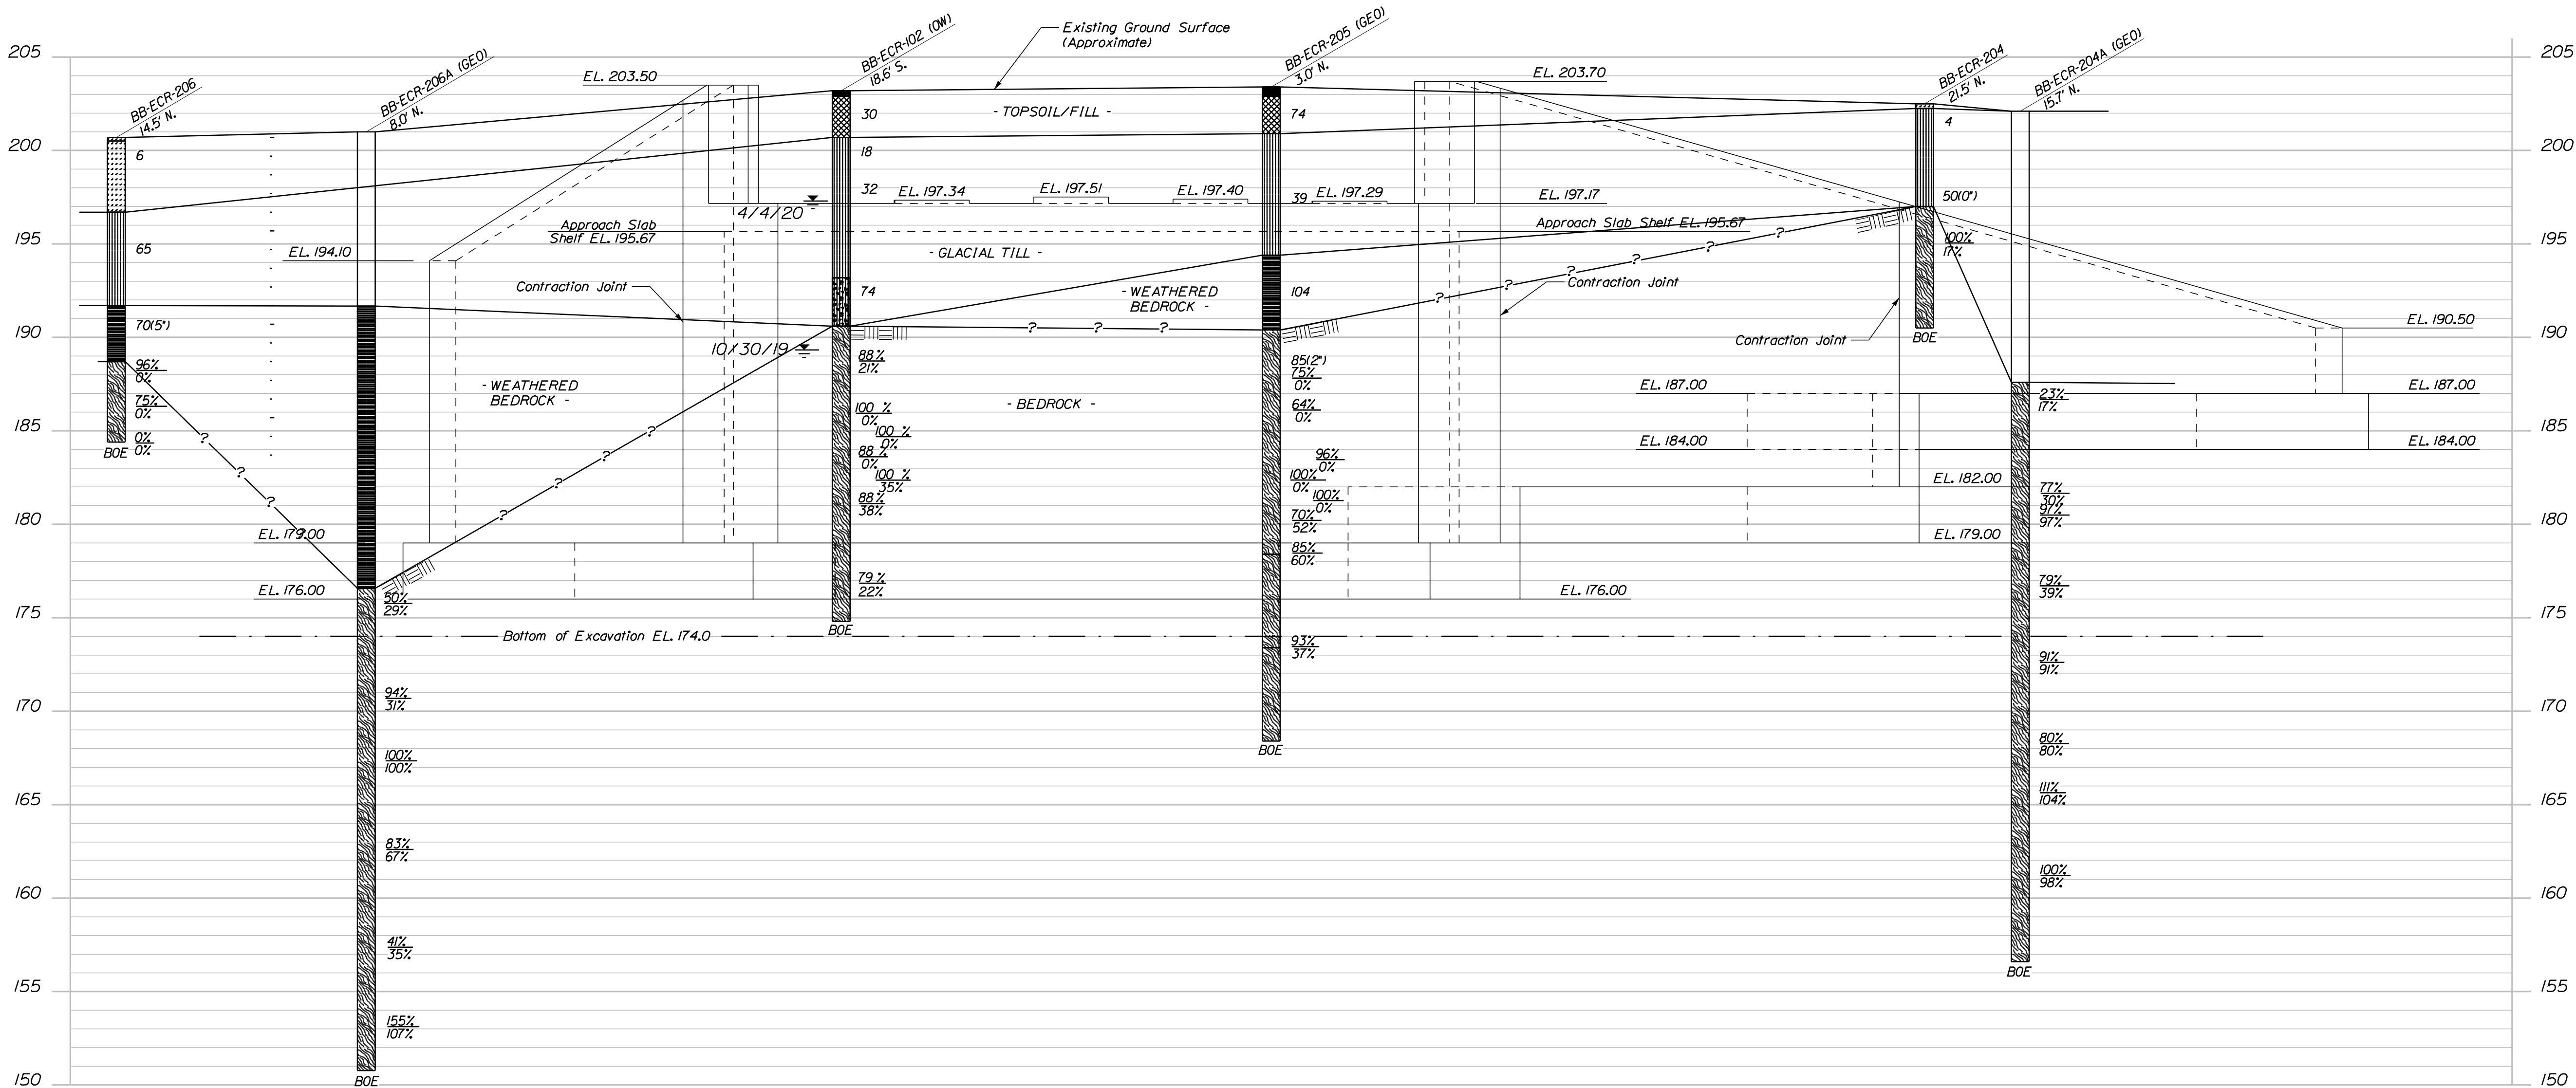 205
200
195
190
185
180
175
170
165
160
155
150
BB-ECR-206
14.5' N.
6
65
70(5")
96%
0%
75%
0%
0%
0%
BOE
BB-ECR-206A (GEO)
8.0' N.
50%
29%
94%
31%
100%
100%
83%
67%
41%
35%
155%
107%
BOE
EL. 203.50
EL. 194.10
Approach Slab
Shelf EL. 195.67
Contraction Joint
- WEATHERED
BEDROCK -
?
?
?
?
?
?
?
?
EL. 179.00
EL. 176.00
Bottom of Excavation EL. 174.0
BB-ECR-102 (OW)
18.6' S.
30
18
32
74
4/4/20
10/30/19
88%
21%
100 %
0%
100 %
0%
88 %
0%
100 %
35%
88%
38%
79 %
22%
BOE
Existing Ground Surface
(Approximate)
- TOPSOIL/FILL -
EL. 197.34
EL. 197.51
EL. 197.40
EL. 197.29
- GLACIAL TILL -
- WEATHERED
BEDROCK -
?
?
?
- BEDROCK -
BB-ECR-205 (GEO)
3.0' N.
74
39
104
85(2")
75%
0%
64%
0%
96%
0%
100%
0%
100%
0%
70%
52%
85%
60%
93%
37%
BOE
EL. 203.70
EL. 197.17
Approach Slab Shelf EL. 195.67
?
?
?
?
?
?
Contraction Joint
Contraction Joint
EL. 187.00
EL. 184.00
EL. 182.00
EL. 179.00
EL. 176.00
BB-ECR-204
21.5' N.
4
50(0")
100%
17%
BOE
BB-ECR-204A (GEO)
15.7' N.
23%
17%
77%
30%
97%
97%
79%
39%
91%
91%
80%
80%
111%
104%
100%
98%
BOE
EL. 190.50
EL. 187.00
EL. 184.00
205
200
195
190
185
180
175
170
165
160
155
150